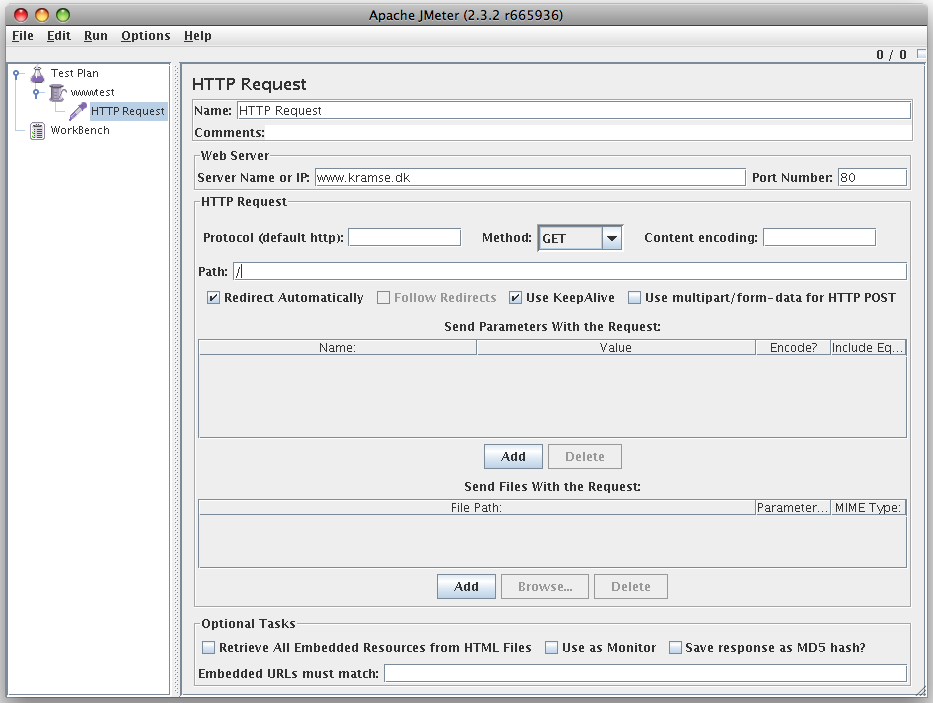 Apache JMeter (2.3.2 r665936)
File Edit Run Options Help
0 / 0
Test Plan
wwwtest
HTTP Request
WorkBench
HTTP Request
Name: HTTP Request
Comments:
Web Server
Server Name or IP: www.kramse.dk Port Number: 80
HTTP Request
Protocol (default http): Method: GET Content encoding:
Path: /
Redirect Automatically Follow Redirects Use KeepAlive Use multipart/form-data for HTTP POST
Send Parameters With the Request:
Name: Value Encode? Include Eq...
Add Delete
Send Files With the Request:
File Path: Parameter... MIME Type:
Add Browse... Delete
Optional Tasks
Retrieve All Embedded Resources from HTML Files Use as Monitor Save response as MD5 hash?
Embedded URLs must match: